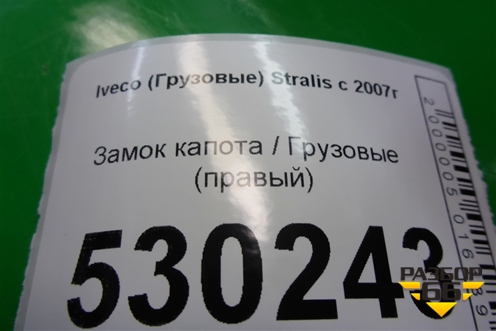 Iveco (Грузовые) Stralis с 2007г
Замок капота / Грузовые
(правый)
530243
РАЗБОР
66